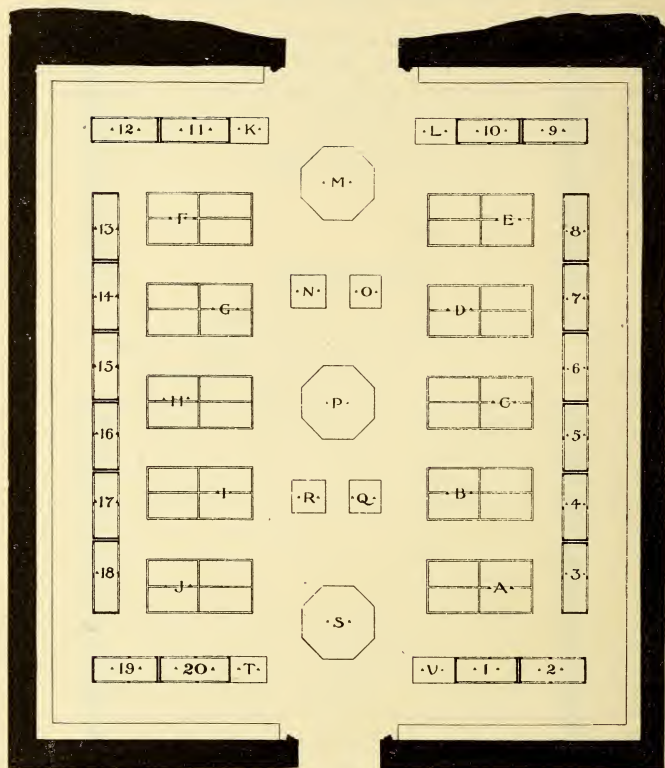 ·12· ·11· ·K· ·L· ·10· ·9·
·M·
·13· ·F· ·E· ·8·
·14· ·G· ·N· ·O· ·D· ·7·
·15· ·6·
·H· ·P· ·C·
·16· ·5·
·17· ·I· ·R· ·Q· ·B· ·4·
·18· ·J· ·A· ·3·
·S·
·19· ·20· ·T· ·U· ·1· ·2·